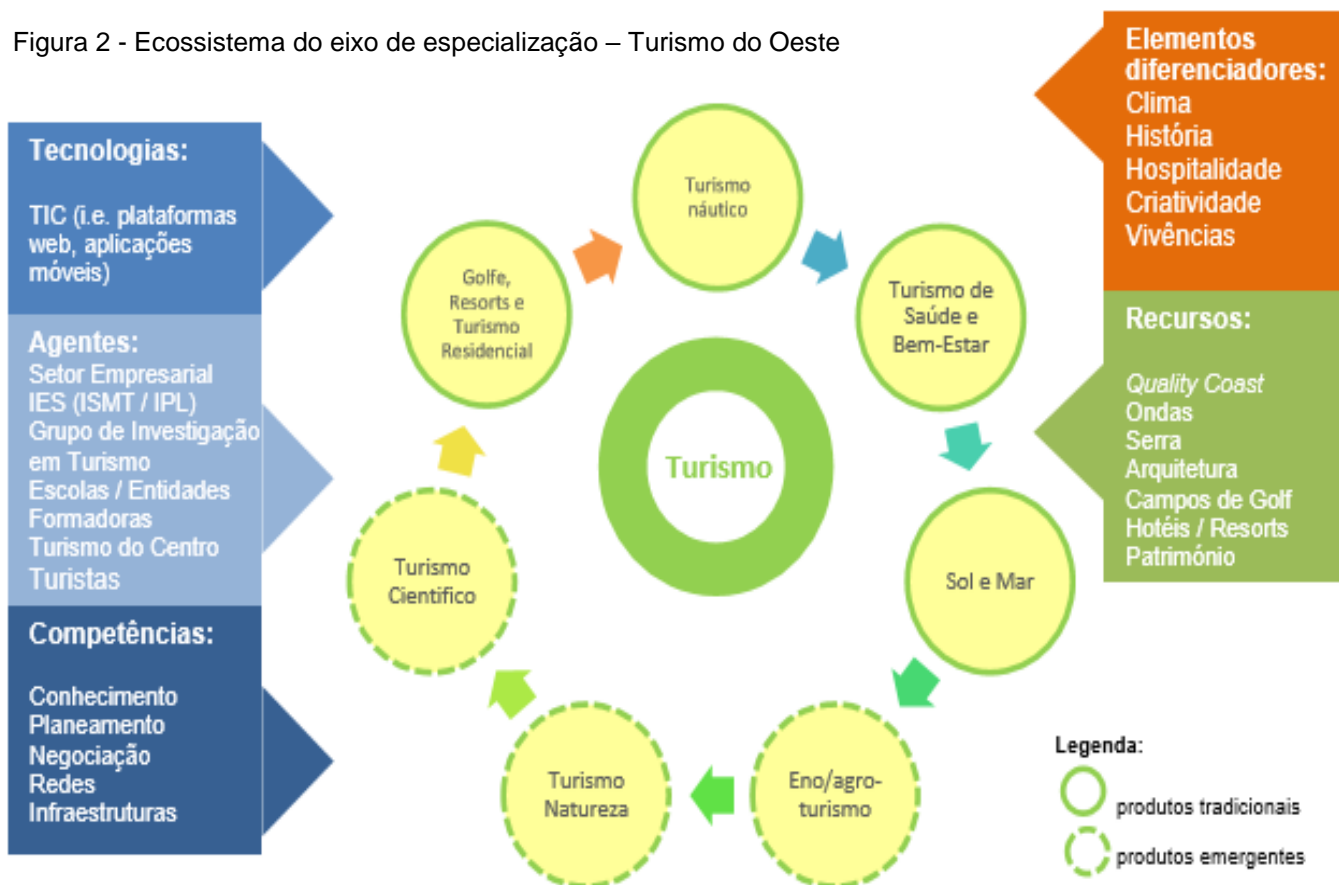 Figura 2 - Ecossistema do eixo de especialização – Turismo do Oeste
Tecnologias:
TIC (i.e. plataformas
web, aplicações
móveis)
Agentes:
Setor Empresarial
IES (ISMT / IPL)
Grupo de Investigação
em Turismo
Escolas / Entidades
Formadoras
Turismo do Centro
Turistas
Competências:
Conhecimento
Planeamento
Negociação
Redes
Infraestruturas
Turismo
náutico
Turismo de
Saúde e
Bem-Estar
Sol e Mar
Eno/agro-
turismo
Turismo
Natureza
Turismo
Cientifico
Golfe,
Resorts e
Turismo
Residencial
Turismo
Elementos
diferenciadores:
Clima
História
Hospitalidade
Criatividade
Vivências
Recursos:
Quality Coast
Ondas
Serra
Arquitetura
Campos de Golf
Hotéis / Resorts
Património
Legenda:
produtos tradicionais
produtos emergentes